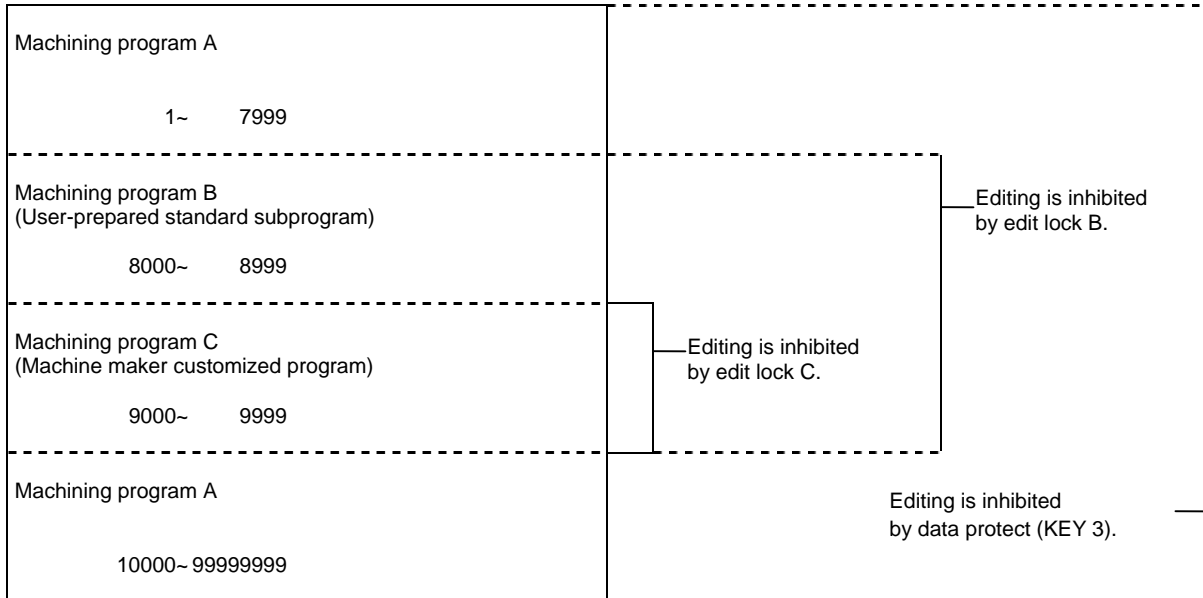 Machining program A
1~ 7999
Machining program B
(User-prepared standard subprogram)
8000~ 8999
Editing is inhibited
by edit lock B.
Machining program C
(Machine maker customized program)
9000~ 9999
Editing is inhibited
by edit lock C.
Machining program A
10000~ 99999999
Editing is inhibited
by data protect (KEY 3).